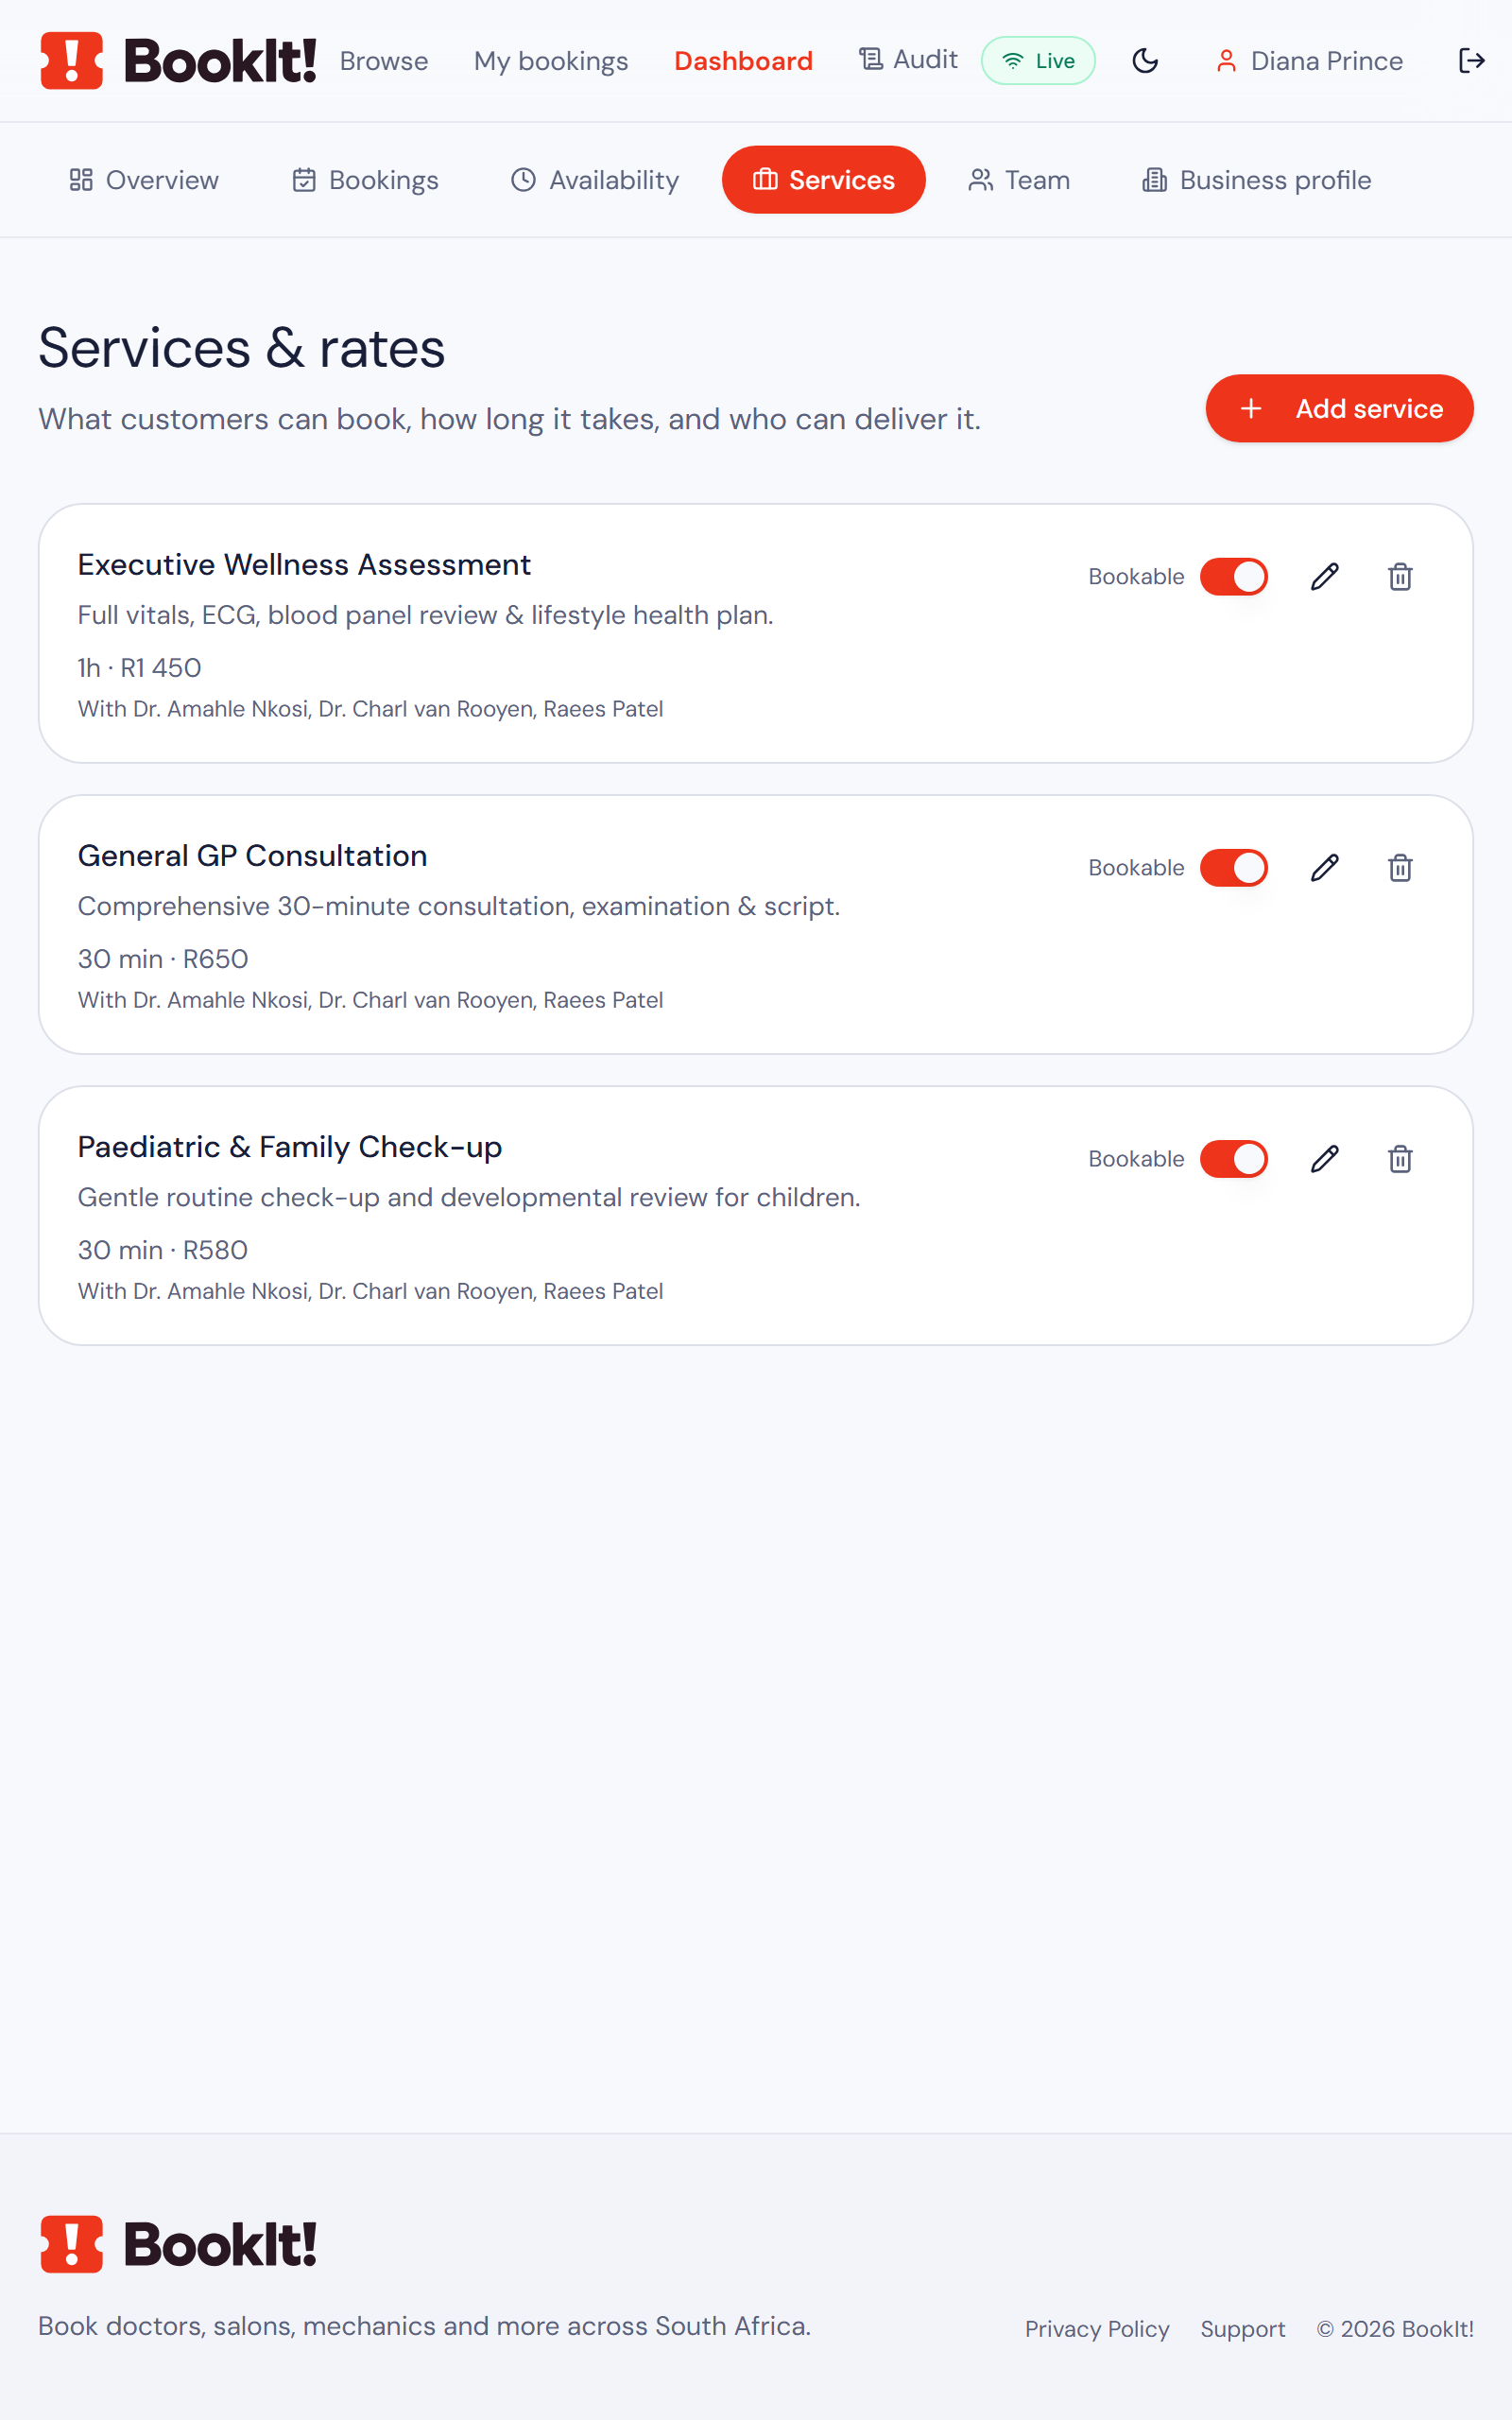 BookIt!
Browse
My bookings
Dashboard
Audit
Live
Diana Prince
Overview
Bookings
Availability
Services
Team
Business profile
Services & rates
What customers can book, how long it takes, and who can deliver it.
Add service
Executive Wellness Assessment
Bookable
Full vitals, ECG, blood panel review & lifestyle health plan.
1h · R1 450
With Dr. Amahle Nkosi, Dr. Charl van Rooyen, Raees Patel
General GP Consultation
Bookable
Comprehensive 30-minute consultation, examination & script.
30 min · R650
With Dr. Amahle Nkosi, Dr. Charl van Rooyen, Raees Patel
Paediatric & Family Check-up
Bookable
Gentle routine check-up and developmental review for children.
30 min · R580
With Dr. Amahle Nkosi, Dr. Charl van Rooyen, Raees Patel
BookIt!
Book doctors, salons, mechanics and more across South Africa.
Privacy Policy
Support
© 2026 BookIt!